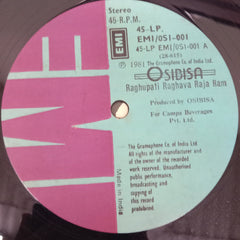 Stereo
45-R.P.M.
EMI
45-LP.
EMI/OSI-001
45-LP EMI/OSI-001 A
(2S-615)
℗ 1981 The Gramophone Co. of India Ltd.
OSIBISA
Raghupati Raghava Raja Ram
Produced by OSIBISA
For Campa Beverages
Pvt. Ltd.
The Gramophone Co. of India Ltd.
All rights of the manufacturer and
of the owner of the recorded
work reserved. Unauthorised
public performance,
broadcasting and
copying of
this record
prohibited.
Made in India
EMI